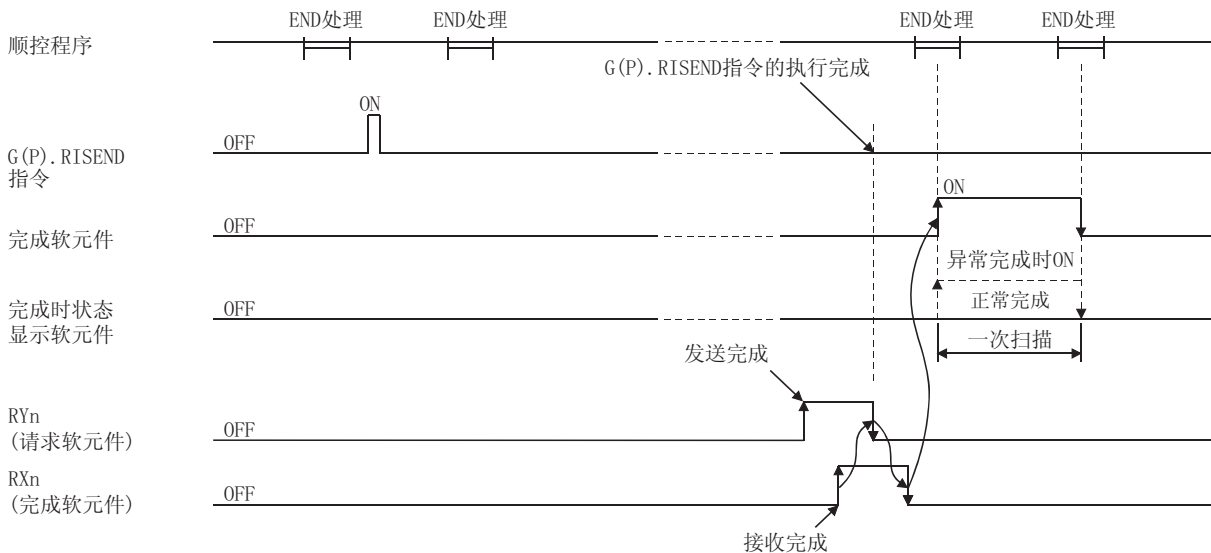 END处理
END处理
END处理
END处理
顺控程序
G(P).RISEND指令的执行完成
ON
OFF
G(P).RISEND
指令
ON
OFF
完成软元件
异常完成时ON
完成时状态
显示软元件
OFF
正常完成
一次扫描
发送完成
RYn
(请求软元件)
OFF
RXn
(完成软元件)
OFF
接收完成